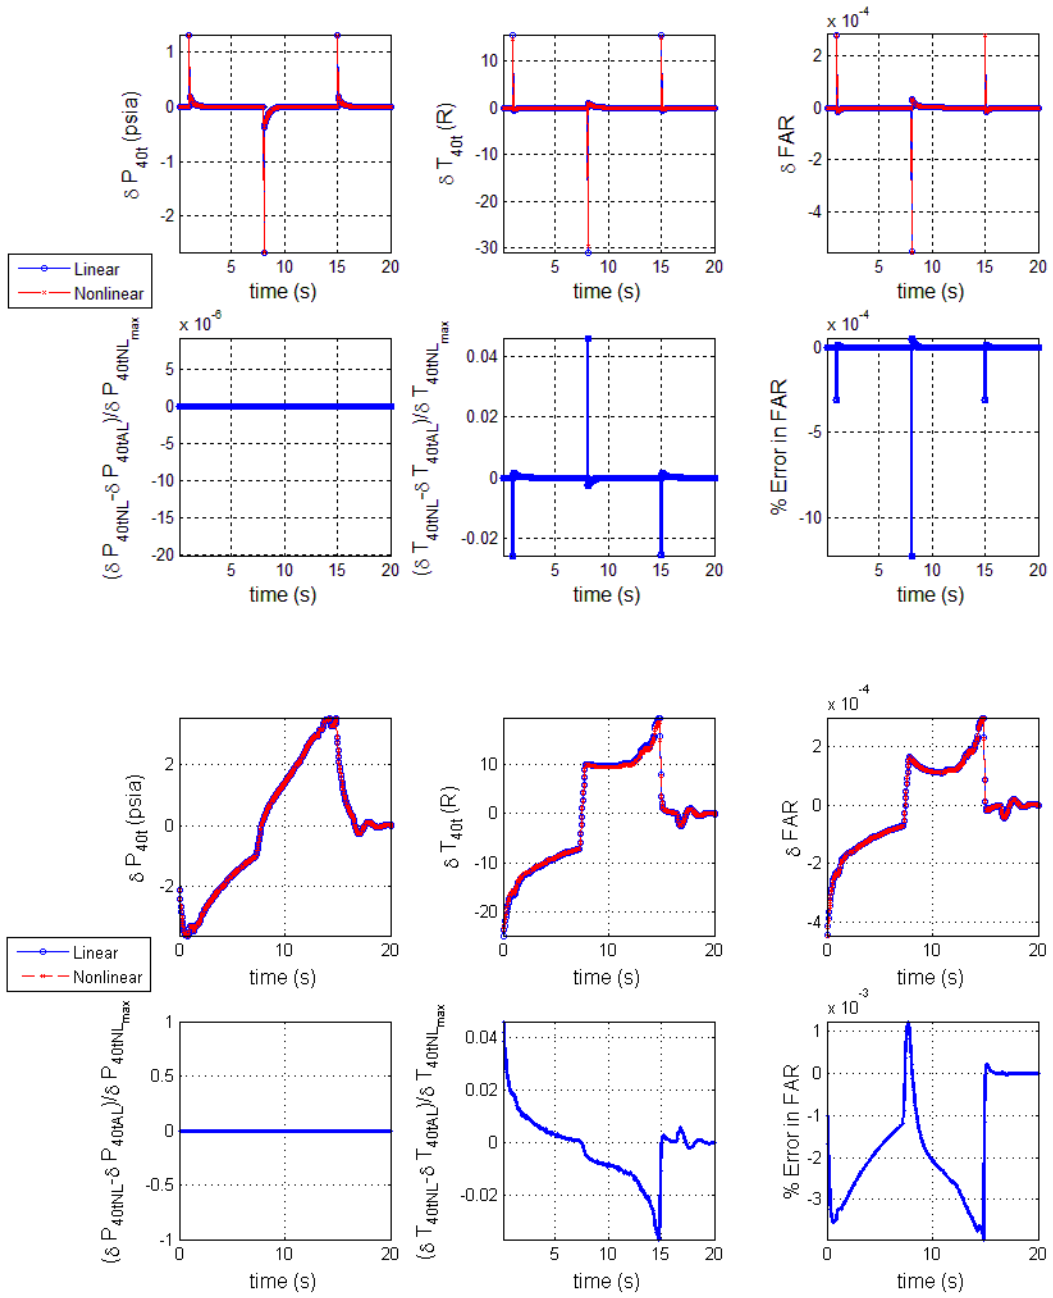 x 10^-4
δ P40t (psia)
1
0
-1
-2
5 10 15 20
time (s)
δ T40t (R)
10
0
-10
-20
-30
5 10 15 20
time (s)
δ FAR
2
0
-2
-4
5 10 15 20
time (s)
Linear
Nonlinear
x 10^-6
(δ P40tNL-δ P40tAL)/δ P40tNLmax
5
0
-5
-10
-15
-20
5 10 15 20
time (s)
(δ T40tNL-δ T40tAL)/δ T40tNLmax
0.04
0.02
0
-0.02
5 10 15 20
time (s)
x 10^-4
% Error in FAR
0
-5
-10
5 10 15 20
time (s)
δ P40t (psia)
2
0
-2
0 10 20
time (s)
δ T40t (R)
10
0
-10
-20
0 5 10 15 20
time (s)
x 10^-4
δ FAR
2
0
-2
-4
0 10 20
time (s)
Linear
Nonlinear
(δ P40tNL-δ P40tAL)/δ P40tNLmax
1
0.5
0
-0.5
-1
0 10 20
time (s)
(δ T40tNL-δ T40tAL)/δ T40tNLmax
0.04
0.02
0
-0.02
5 10 15 20
time (s)
x 10^-3
% Error in FAR
1
0
-1
-2
-3
0 10 20
time (s)